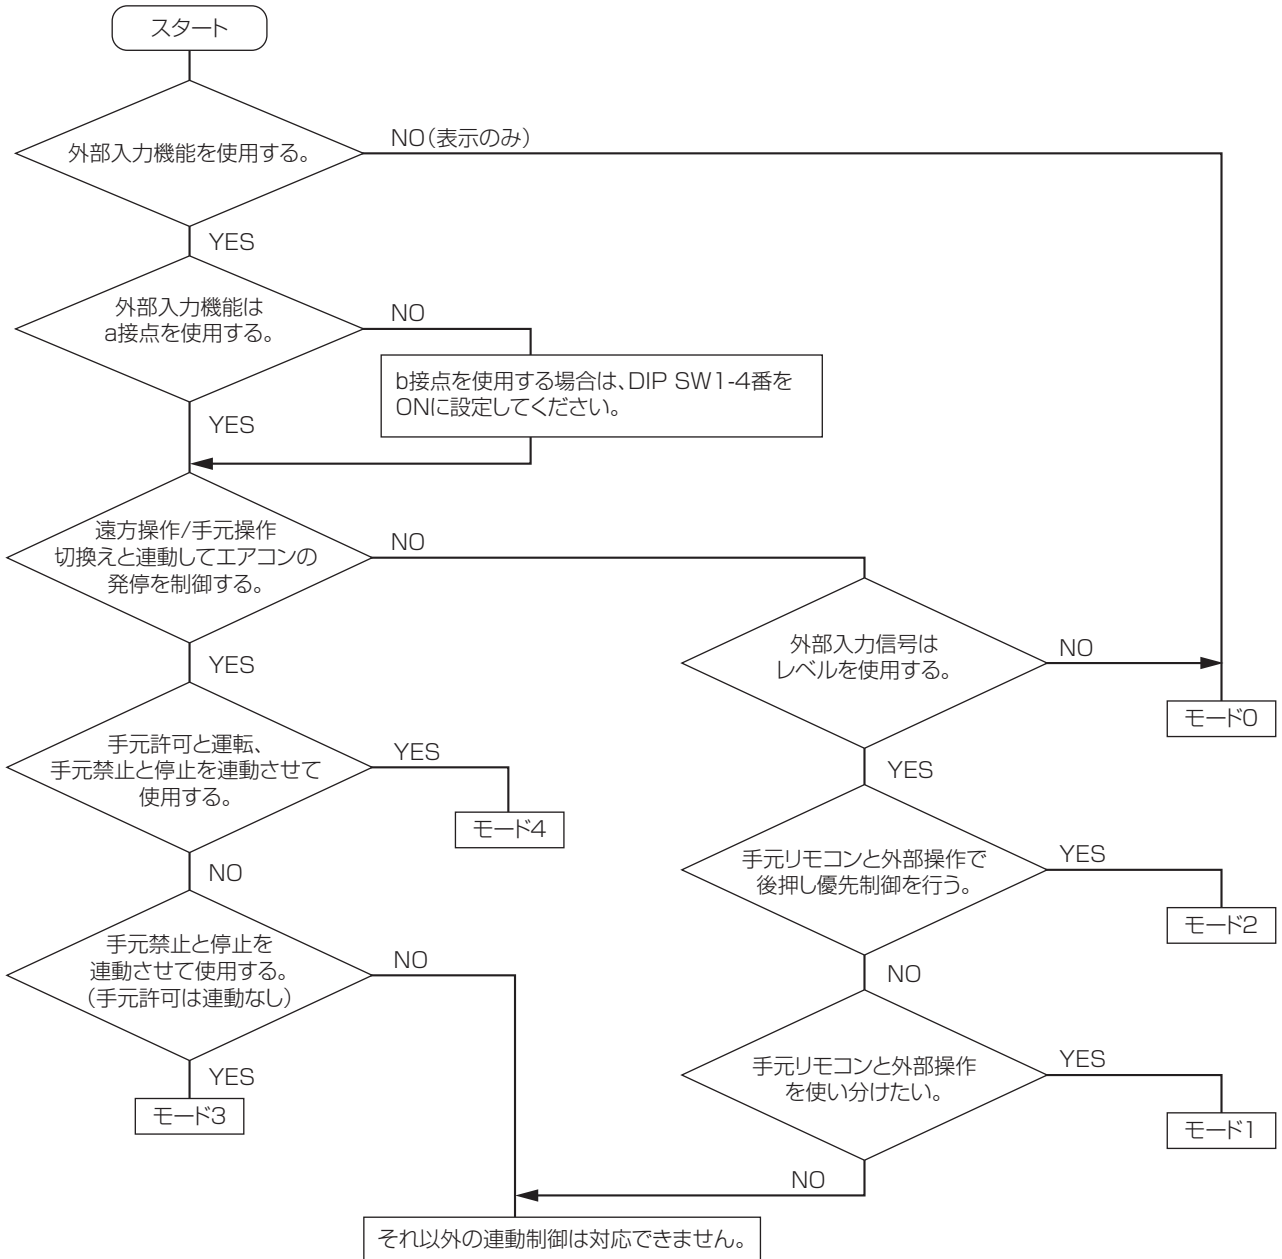 スタート
外部入力機能を使用する。
NO(表示のみ)
YES
外部入力機能は
a接点を使用する。
NO
b接点を使用する場合は、DIP SW1-4番を
ONに設定してください。
YES
遠方操作/手元操作
切換えと連動してエアコンの
発停を制御する。
NO
外部入力信号は
レベルを使用する。
NO
モード0
YES
YES
手元許可と運転、
手元禁止と停止を連動させて
使用する。
YES
モード4
手元リモコンと外部操作で
後押し優先制御を行う。
YES
モード2
NO
手元禁止と停止を
連動させて使用する。
(手元許可は連動なし)
NO
NO
YES
モード3
手元リモコンと外部操作
を使い分けたい。
YES
モード1
NO
それ以外の連動制御は対応できません。